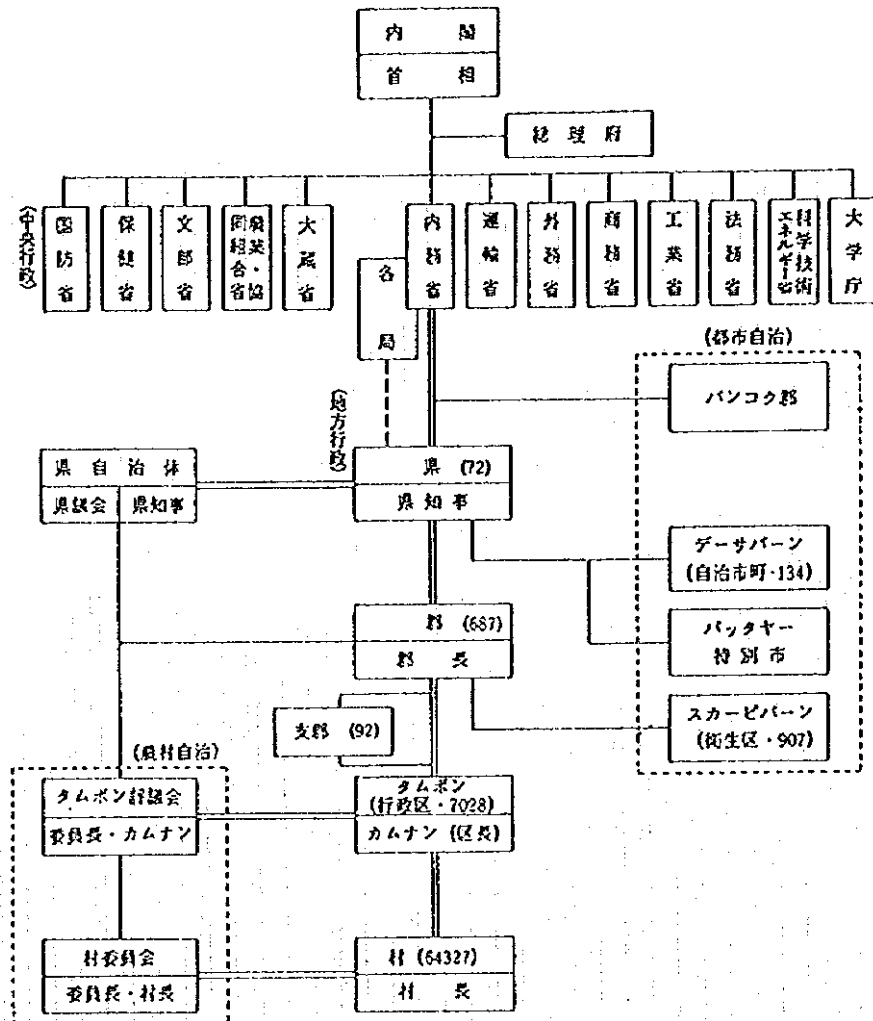 内閣
首相
総理府
(中央行政)
国防省
保健省
文部省
農業・協
同組合省
大蔵省
内務省
運輸省
外務省
商務省
工業省
法務省
科学技術
エネルギー省
大学庁
各局
(都市自治)
バンコク都
(地方行政)
県自治体
県議会 県知事
県 (72)
県知事
デーサバーン
(自治市町・134)
郡 (687)
郡長
パッタヤー
特別市
支郡 (92)
スカーピバーン
(衛生区・907)
(農村自治)
タムボン評議会
委員長・カムナン
タムボン
(行政区・7028)
カムナン (区長)
村委員会
委員長・村長
村 (64327)
村長